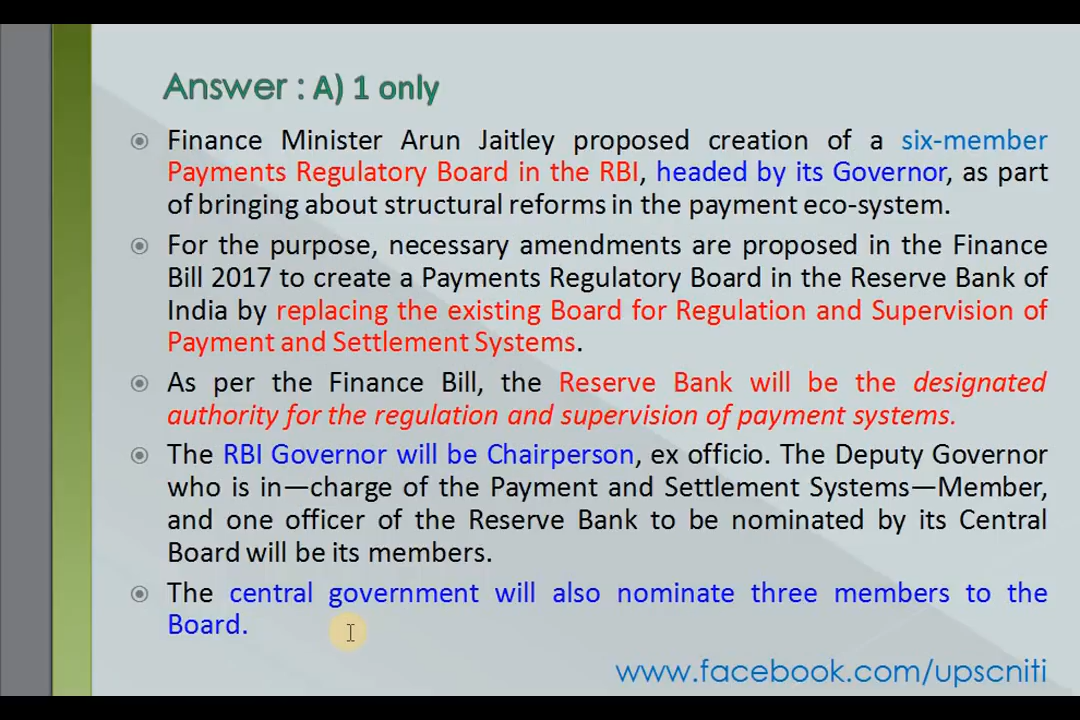 Answer : A) 1 only
Finance Minister Arun Jaitley proposed creation of a six-member
Payments Regulatory Board in the RBI, headed by its Governor, as part
of bringing about structural reforms in the payment eco-system.
For the purpose, necessary amendments are proposed in the Finance
Bill 2017 to create a Payments Regulatory Board in the Reserve Bank of
India by replacing the existing Board for Regulation and Supervision of
Payment and Settlement Systems.
As per the Finance Bill, the Reserve Bank will be the designated
authority for the regulation and supervision of payment systems.
The RBI Governor will be Chairperson, ex officio. The Deputy Governor
who is in—charge of the Payment and Settlement Systems—Member,
and one officer of the Reserve Bank to be nominated by its Central
Board will be its members.
The central government will also nominate three members to the
Board.
www.facebook.com/upscniti